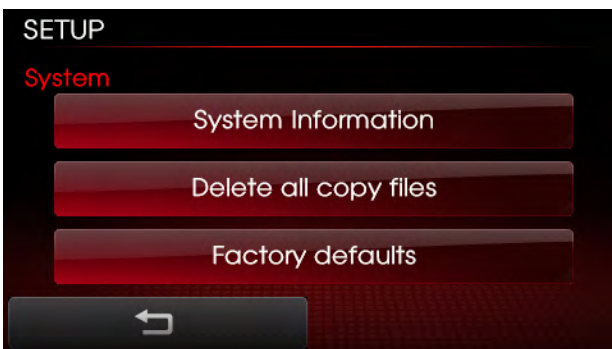 SETUP
System
System Information
Delete all copy files
Factory defaults